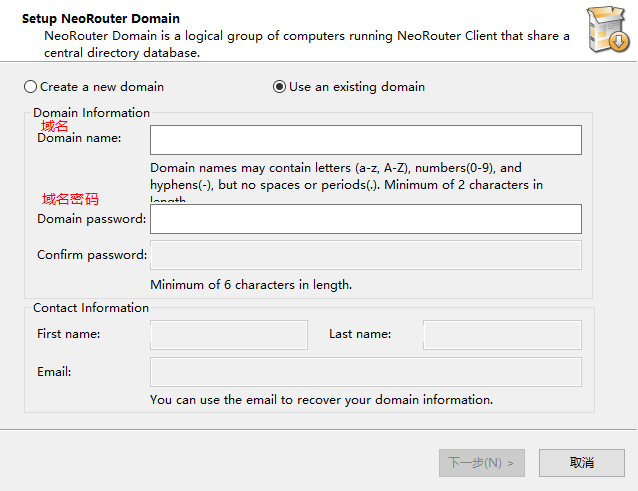 Setup NeoRouter Domain
NeoRouter Domain is a logical group of computers running NeoRouter Client that share a
central directory database.
Create a new domain
Use an existing domain
Domain Information
域名
Domain name:
Domain names may contain letters (a-z, A-Z), numbers(0-9), and
hyphens(-), but no spaces or periods(.). Minimum of 2 characters in
length.
域名密码
Domain password:
Confirm password:
Minimum of 6 characters in length.
Contact Information
First name:
Last name:
Email:
You can use the email to recover your domain information.
下一步(N) >
取消